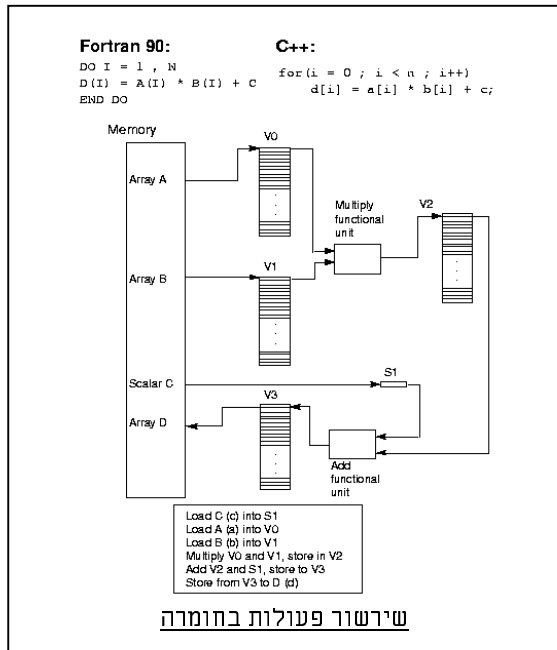 Fortran 90:
DO I = 1 , N
D(I) = A(I) * B(I) + C
END DO
C++:
for(i = 0 ; i < n ; i++)
d[i] = a[i] * b[i] + c;
Memory
V0
Array A
Multiply
functional
unit
V2
Array B
V1
Scalar C
S1
V3
Array D
Add
functional
unit
Load C (c) into S1
Load A (a) into V0
Load B (b) into V1
Multiply V0 and V1, store in V2
Add V2 and S1, store to V3
Store from V3 to D (d)
שירשור פעולות בחומרה